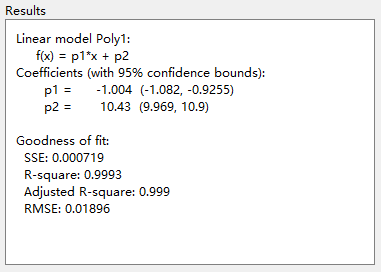 Results
Linear model Poly1:
f(x) = p1*x + p2
Coefficients (with 95% confidence bounds):
p1 = -1.004 (-1.082, -0.9255)
p2 = 10.43 (9.969, 10.9)
Goodness of fit:
SSE: 0.000719
R-square: 0.9993
Adjusted R-square: 0.999
RMSE: 0.01896